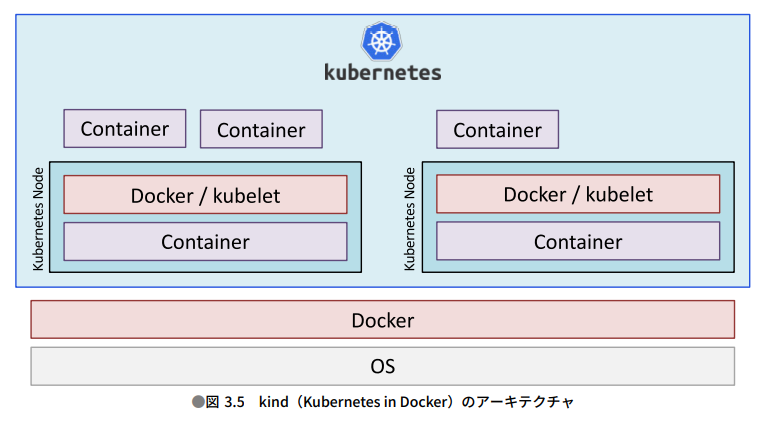 kubernetes
Container
Container
Container
Kubernetes Node
Docker / kubelet
Container
Kubernetes Node
Docker / kubelet
Container
Docker
OS
●図 3.5　kind（Kubernetes in Docker）のアーキテクチャ